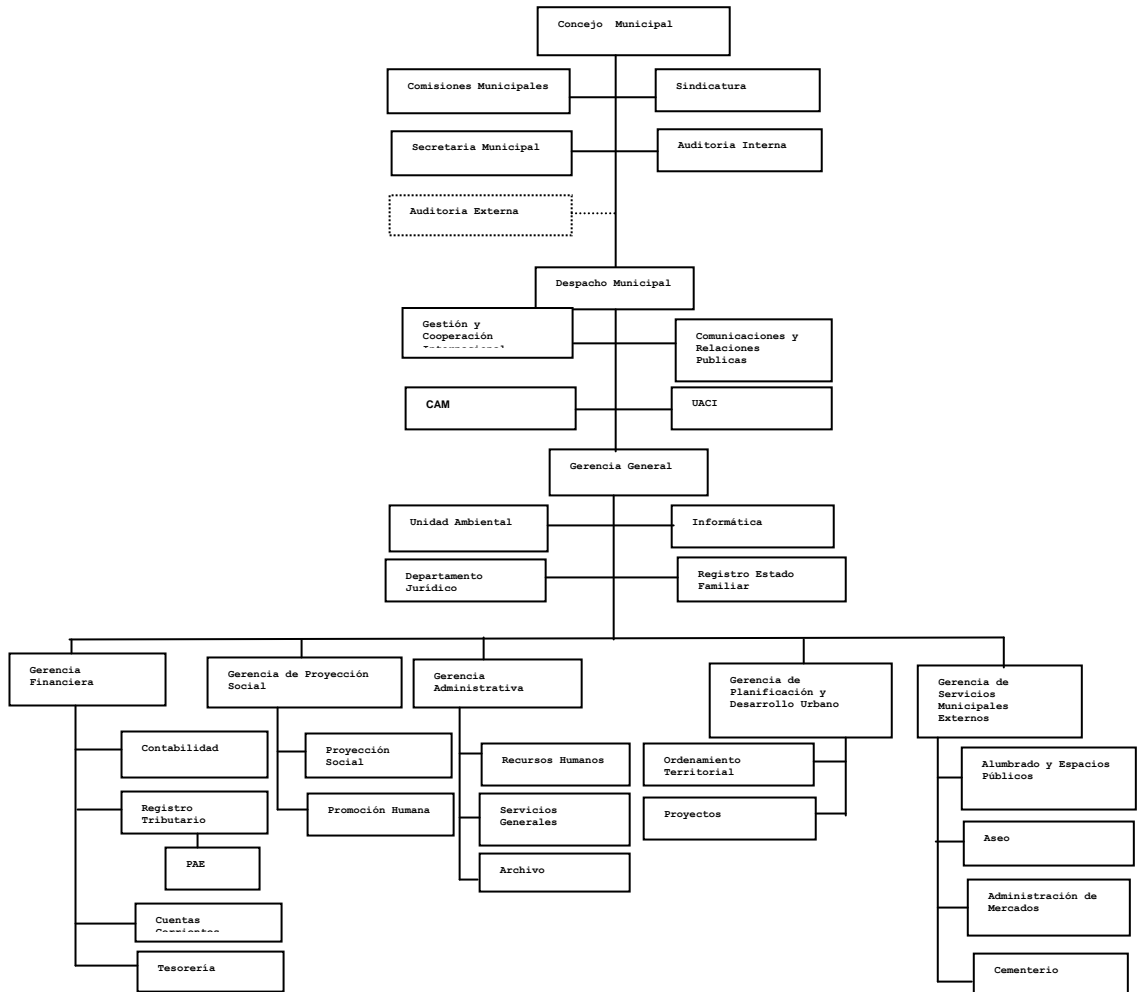 Concejo Municipal
Comisiones Municipales
Sindicatura
Secretaria Municipal
Auditoria Interna
Auditoria Externa
Despacho Municipal
Gestión y
Cooperación
Comunicaciones y
Relaciones
Publicas
CAM
UACI
Gerencia General
Unidad Ambiental
Informática
Departamento
Jurídico
Registro Estado
Familiar
Gerencia
Financiera
Gerencia de Proyección
Social
Gerencia
Administrativa
Gerencia de
Planificación y
Desarrollo Urbano
Gerencia de
Servicios
Municipales
Externos
Contabilidad
Registro
Tributario
PAE
Cuentas
Corrientes
Tesorería
Proyección
Social
Promoción Humana
Recursos Humanos
Servicios
Generales
Archivo
Ordenamiento
Territorial
Proyectos
Alumbrado y Espacios
Públicos
Aseo
Administración de
Mercados
Cementerio